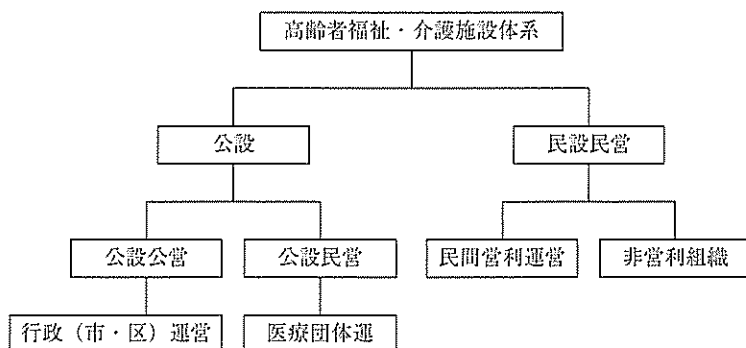 高齢者福祉・介護施設体系
公設
民設民営
公設公営
公設民営
民間営利運営
非営利組織
行政（市・区）運営
医療団体運